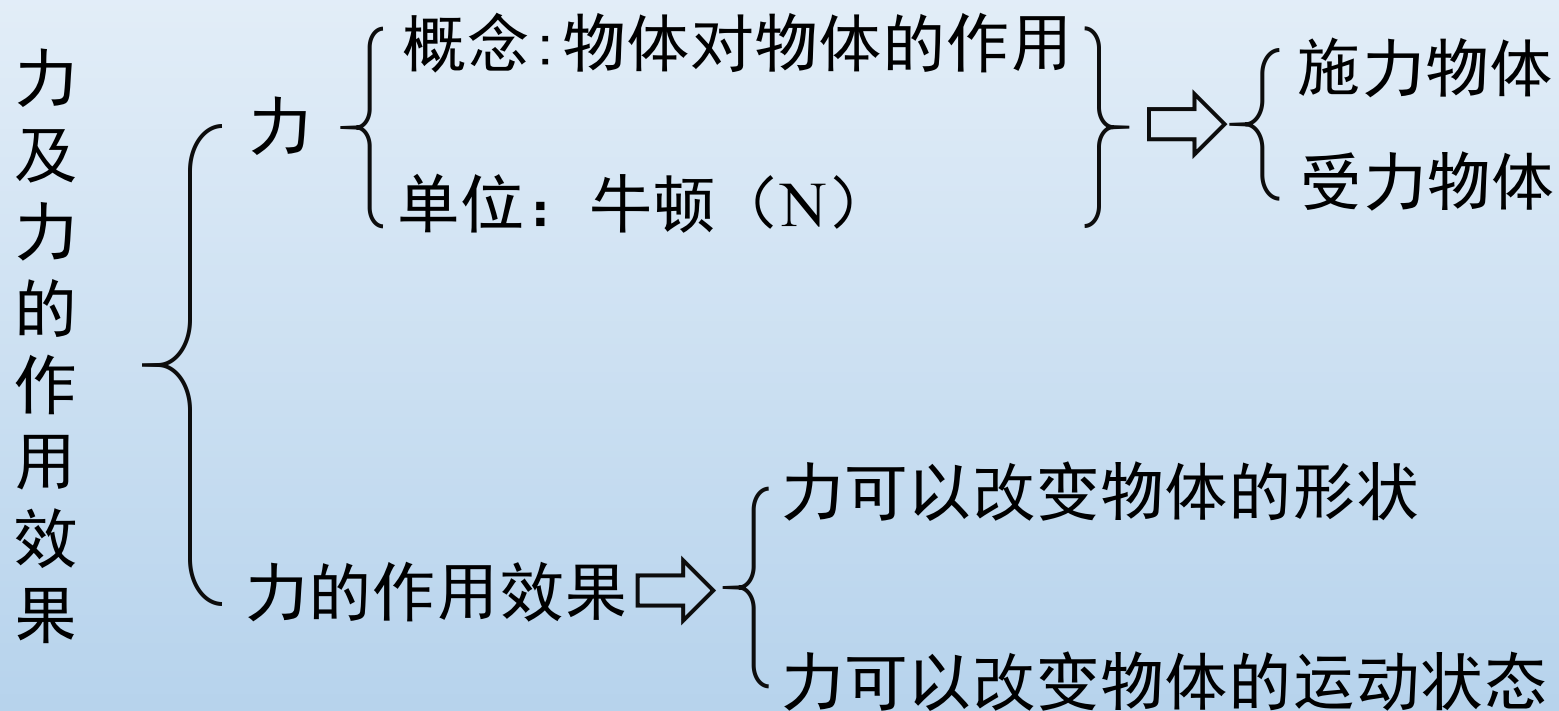 力及力的作用效果
力
概念:物体对物体的作用
单位：牛顿（N）
施力物体
受力物体
力的作用效果
力可以改变物体的形状
力可以改变物体的运动状态